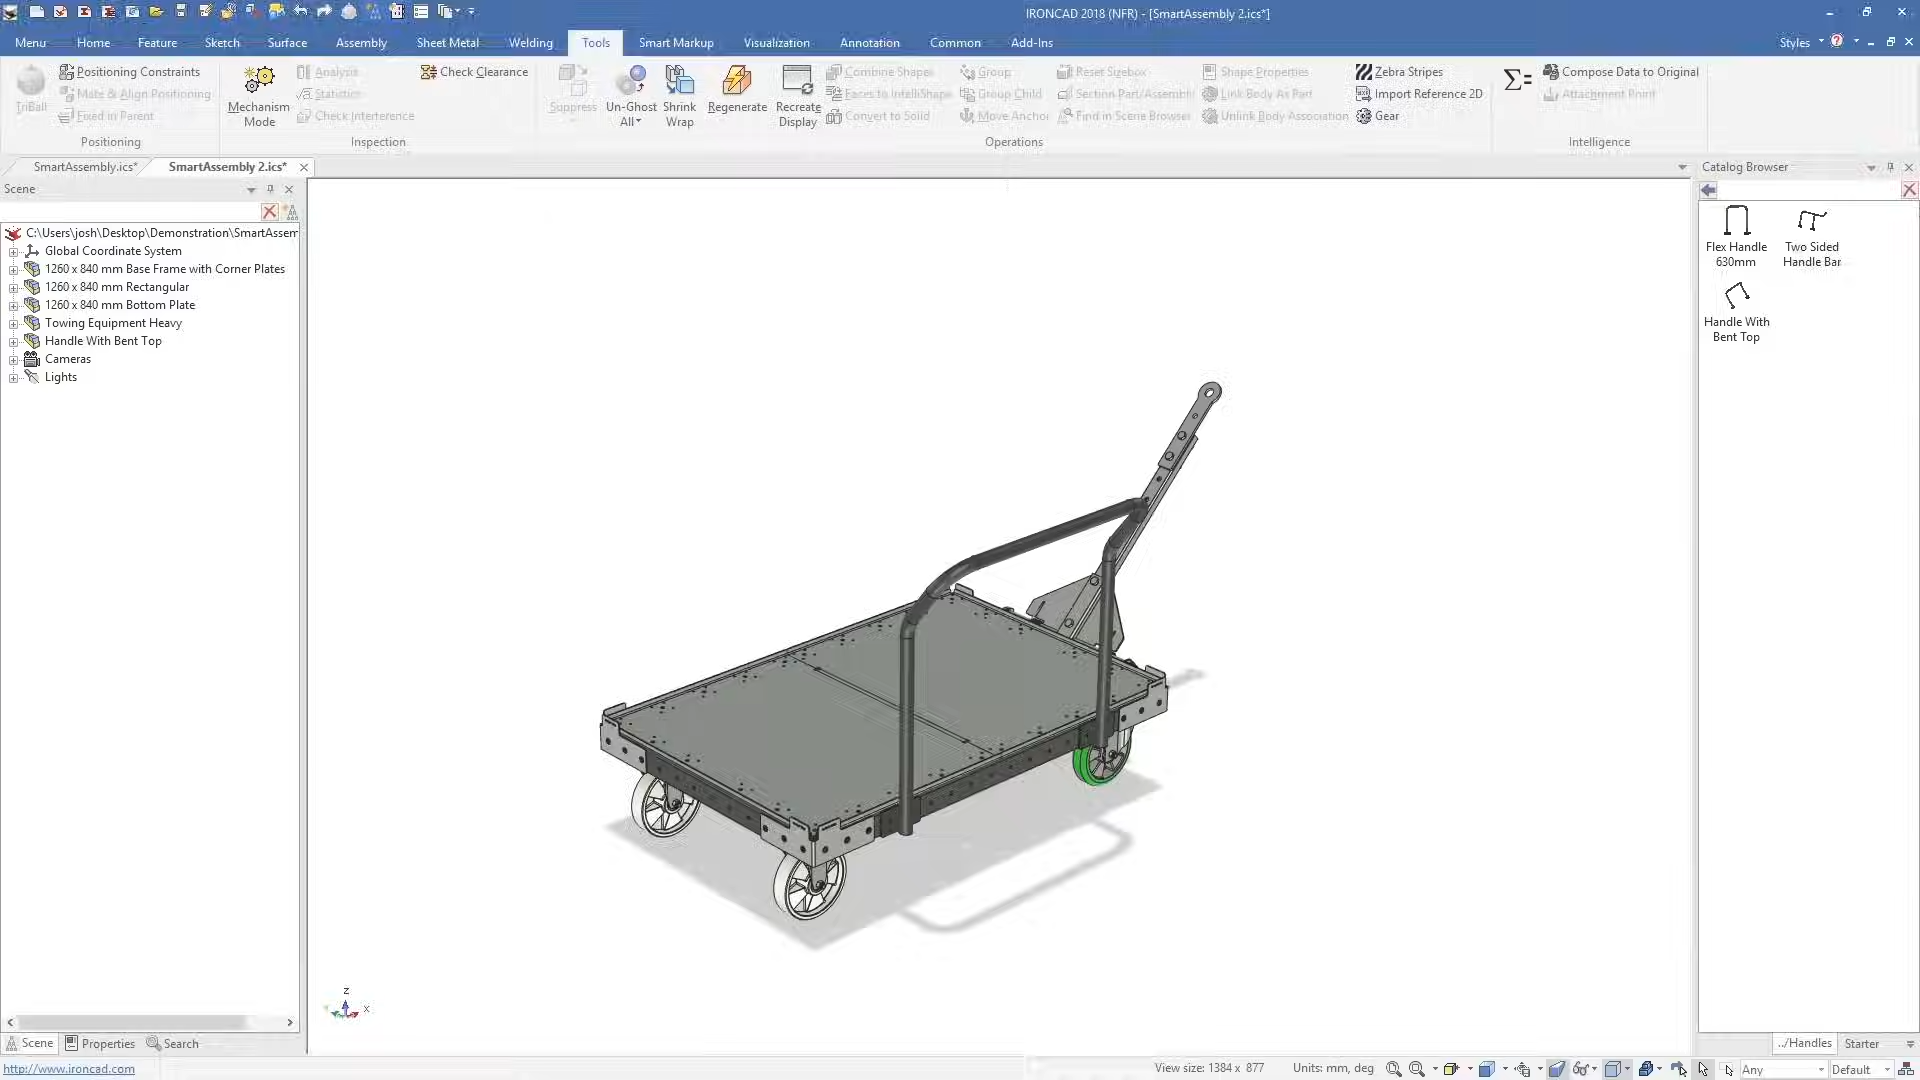 IRONCAD 2018 (NFR) - [SmartAssembly 2.ics*]
Menu Home Feature Sketch Surface Assembly Sheet Metal Welding Tools Smart Markup Visualization Annotation Common Add-Ins Styles
TriBall
Positioning Constraints
Mate & Align Positioning
Fixed in Parent
Positioning
Mechanism
Mode
Analysis
Statistics
Check Interference
Check Clearance
Inspection
Suppress
Un-Ghost
All
Shrink
Wrap
Regenerate
Recreate
Display
Combine Shapes
Faces to IntelliShape
Convert to Solid
Group
Group Child
Move Anchor
Reset Sizebox
Section Part/Assembly
Find in Scene Browser
Shape Properties
Link Body As Part
Unlink Body Association
Zebra Stripes
Import Reference 2D
Gear
Operations
Σ=
Compose Data to Original
Attachment Point
Intelligence
SmartAssembly.ics* SmartAssembly 2.ics*
Scene
C:\Users\josh\Desktop\Demonstration\SmartAssem
Global Coordinate System
1260 x 840 mm Base Frame with Corner Plates
1260 x 840 mm Rectangular
1260 x 840 mm Bottom Plate
Towing Equipment Heavy
Handle With Bent Top
Cameras
Lights
Catalog Browser
Flex Handle
630mm
Two Sided
Handle Bar
Handle With
Bent Top
Z
X
Scene Properties Search
../Handles Starter
http://www.ironcad.com
View size: 1384 x 877 Units: mm, deg Any Default